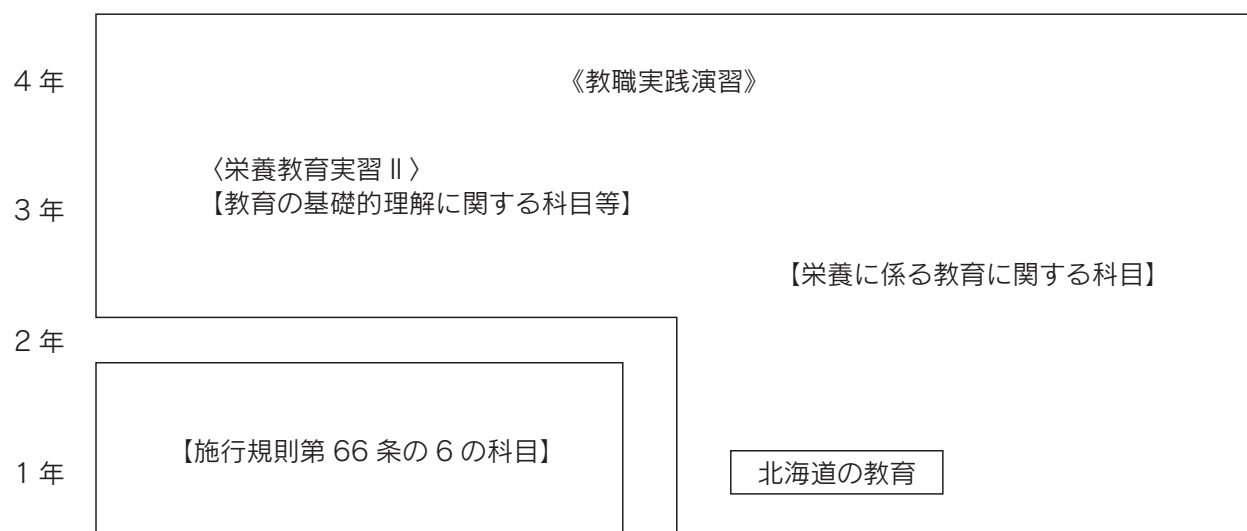 4 年
《教職実践演習》
〈栄養教育実習Ⅱ〉
3 年
【教育の基礎的理解に関する科目等】
【栄養に係る教育に関する科目】
2 年
【施行規則第 66 条の 6 の科目】
1 年
北海道の教育